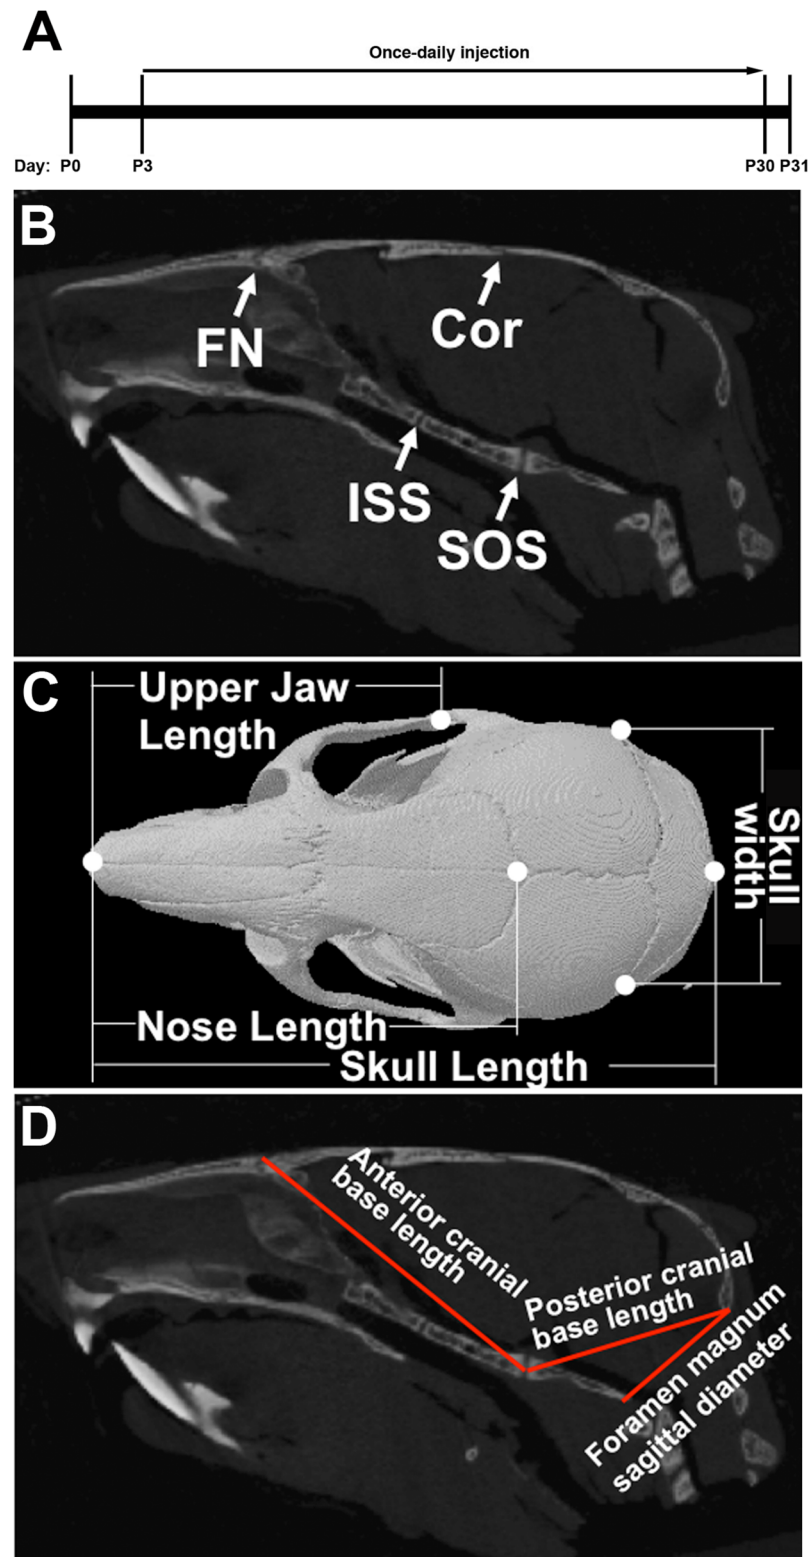 A
Once-daily injection
Day: P0 P3 P30 P31
B
FN
Cor
ISS
SOS
C
Upper Jaw
Length
Skull
width
Nose Length
Skull Length
D
Anterior cranial
base length
Posterior cranial
base length
Foramen magnum
sagittal diameter